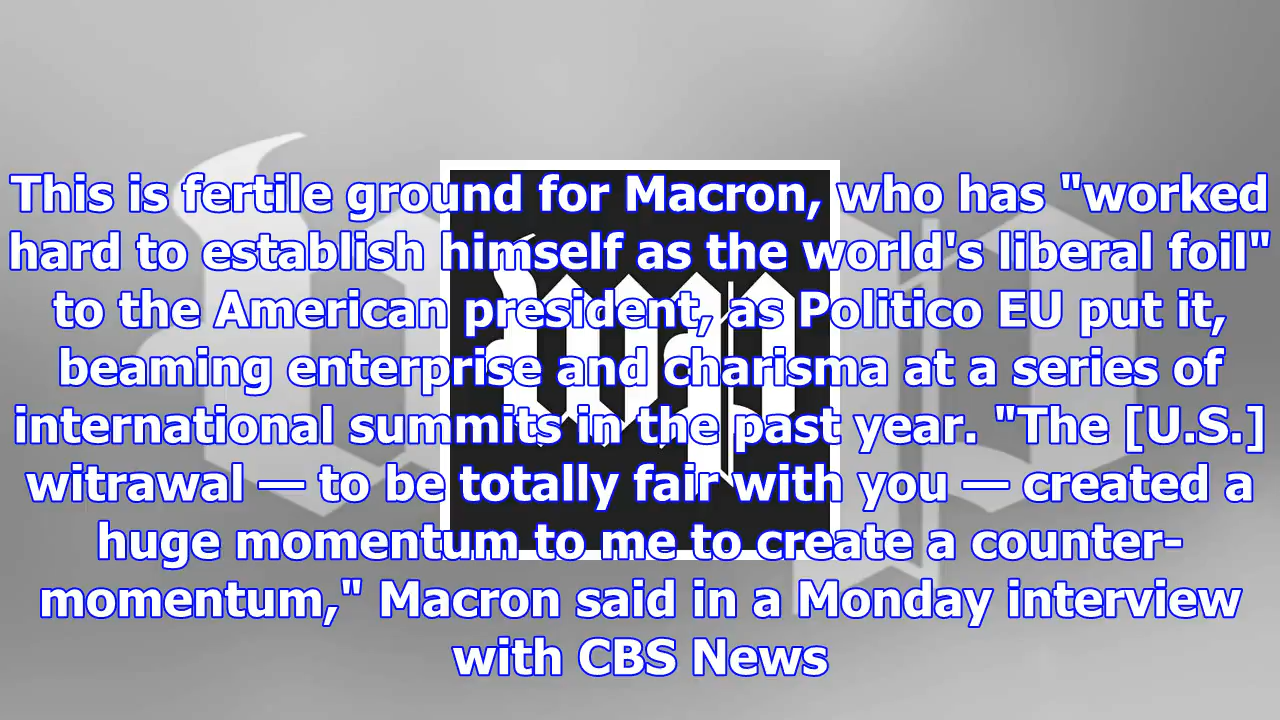 This is fertile ground for Macron, who has "worked
hard to establish himself as the world's liberal foil"
to the American president, as Politico EU put it,
beaming enterprise and charisma at a series of
international summits in the past year. "The [U.S.]
witrawal — to be totally fair with you — created a
huge momentum to me to create a counter-
momentum," Macron said in a Monday interview
with CBS News
wp